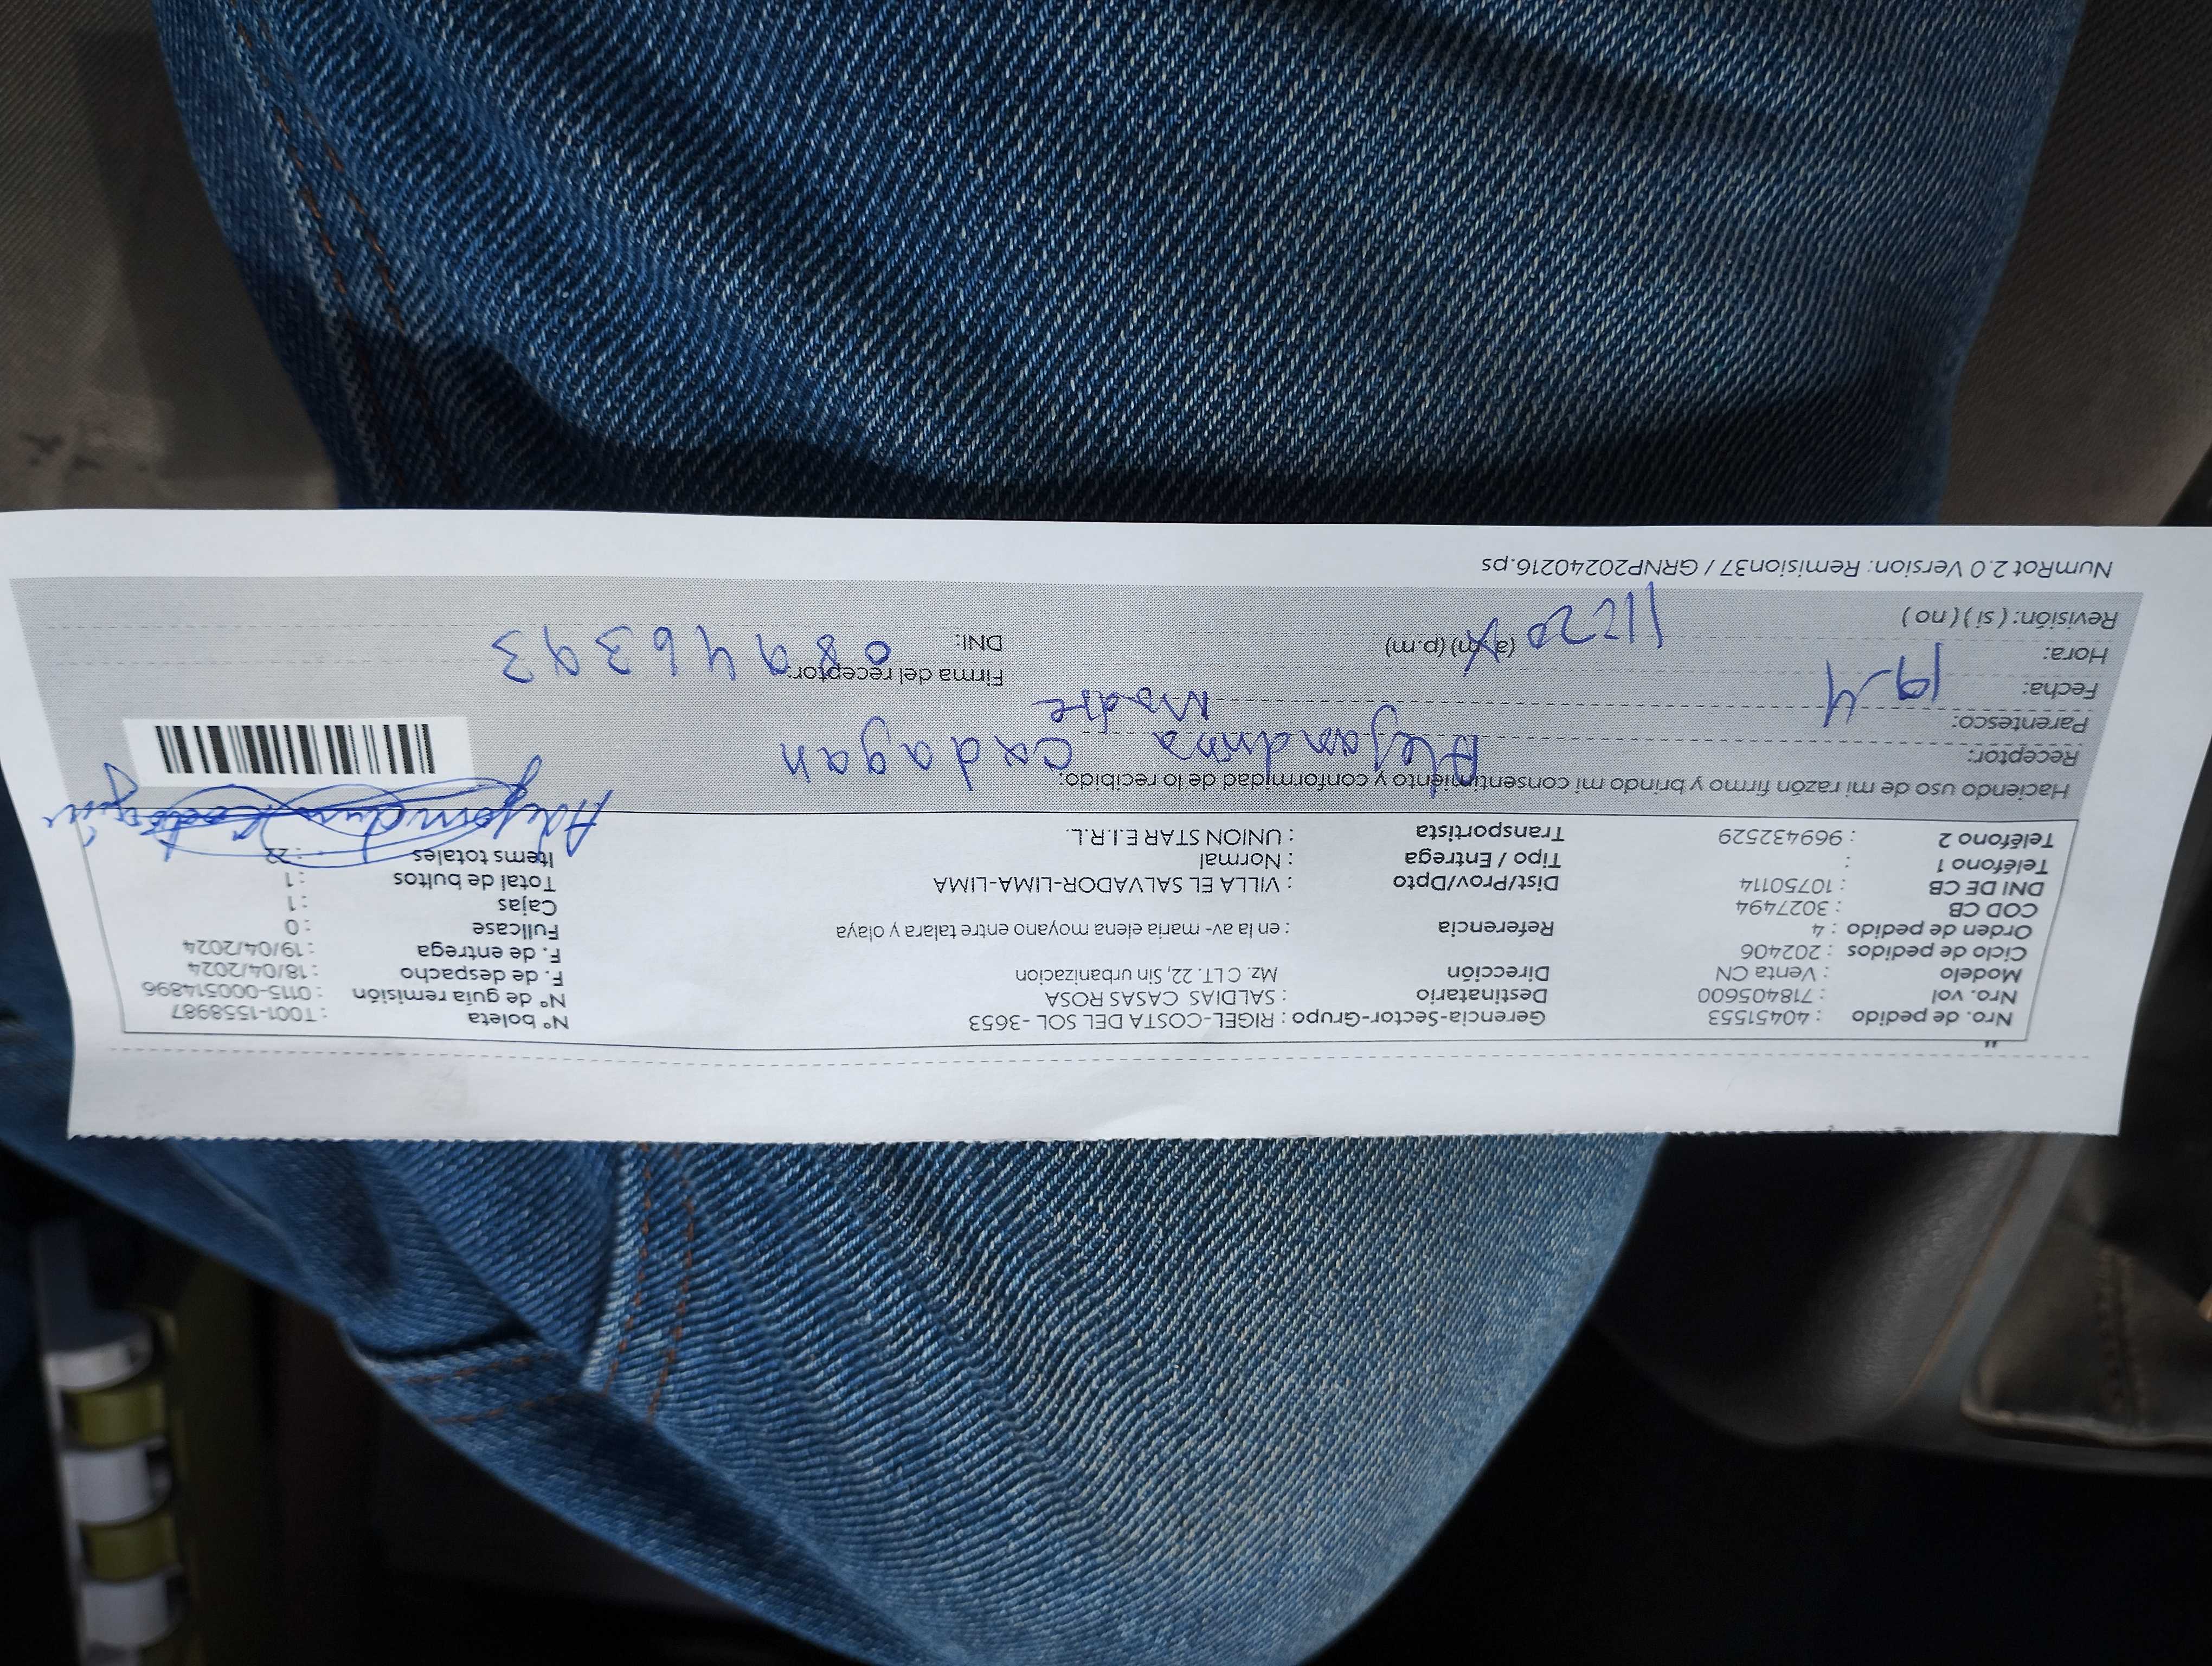 Nro. de pedido : 40451553 Gerencia-Sector-Grupo : RIGEL-COSTA DEL SOL -3653 N° boleta : T001-1558987
Nro. vol : 718405600 Destinatario : SALDIAS CASAS ROSA N° de guía remisión : 0115-000514896
Modelo : Venta CN Dirección Mz. C LT. 22, Sin urbanizacion F. de despacho : 18/04/2024
Ciclo de pedidos : 202406 F. de entrega : 19/04/2024
Orden de pedido : 4 Referencia : en la av- maria elena moyano entre talara y olaya Fullcase : 0
COD CB : 3027494 Cajas : 1
DNI DE CB : 10750114 Dist/Prov/Dpto : VILLA EL SALVADOR-LIMA-LIMA Total de bultos : 1
Teléfono 1 : Tipo / Entrega : Normal Items totales : 22
Teléfono 2 : 969432529 Transportista : UNION STAR E.I.R.L.
Haciendo uso de mi razón firmo y brindo mi consentimiento y conformidad de lo recibido:
Receptor: Alejandrina Cadagan
Parentesco: Madre
Fecha: 19-4 Firma del receptor:
Hora: 11:20 (a.m) (p.m) DNI: 08946393
Revisión: ( si ) ( no )
NumRot 2.0 Version: Remision37 / GRNP20240216.ps